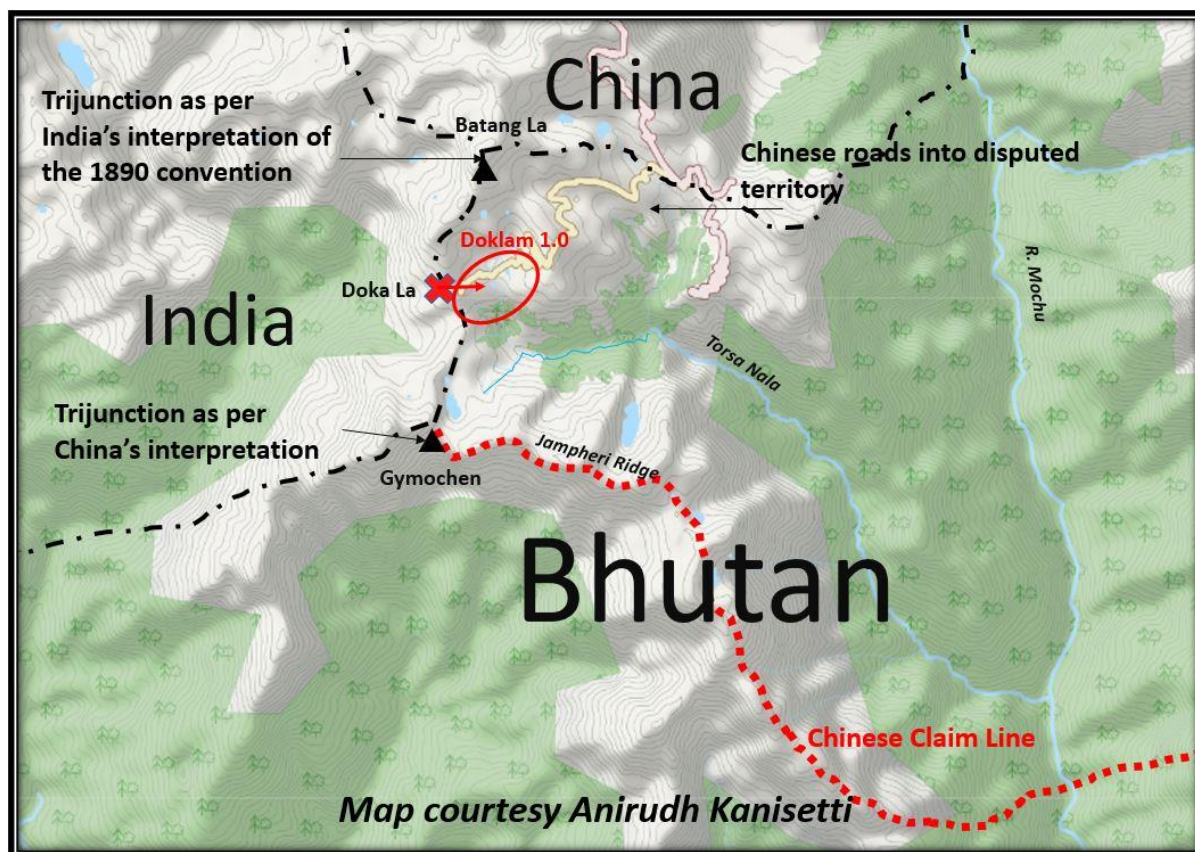 China
Trijunction as per
India's interpretation of
the 1890 convention
Batang La
Chinese roads into disputed
territory
Doklam 1.0
Doka La
India
R. Mochu
Torsa Nala
Trijunction as per
China's interpretation
Jampheri Ridge
Gymochen
Bhutan
Chinese Claim Line
Map courtesy Anirudh Kanisetti